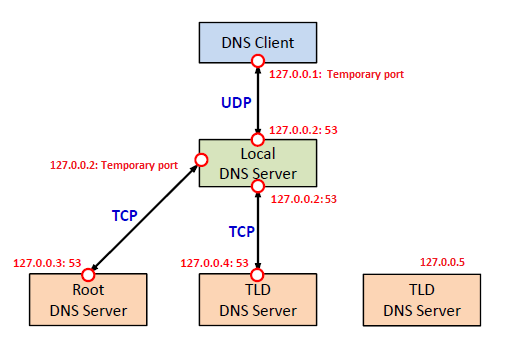 DNS Client
127.0.0.1: Temporary port
UDP
127.0.0.2: 53
Local
DNS Server
127.0.0.2: Temporary port
127.0.0.2: 53
TCP
TCP
127.0.0.3: 53
127.0.0.4: 53
127.0.0.5
Root
DNS Server
TLD
DNS Server
TLD
DNS Server